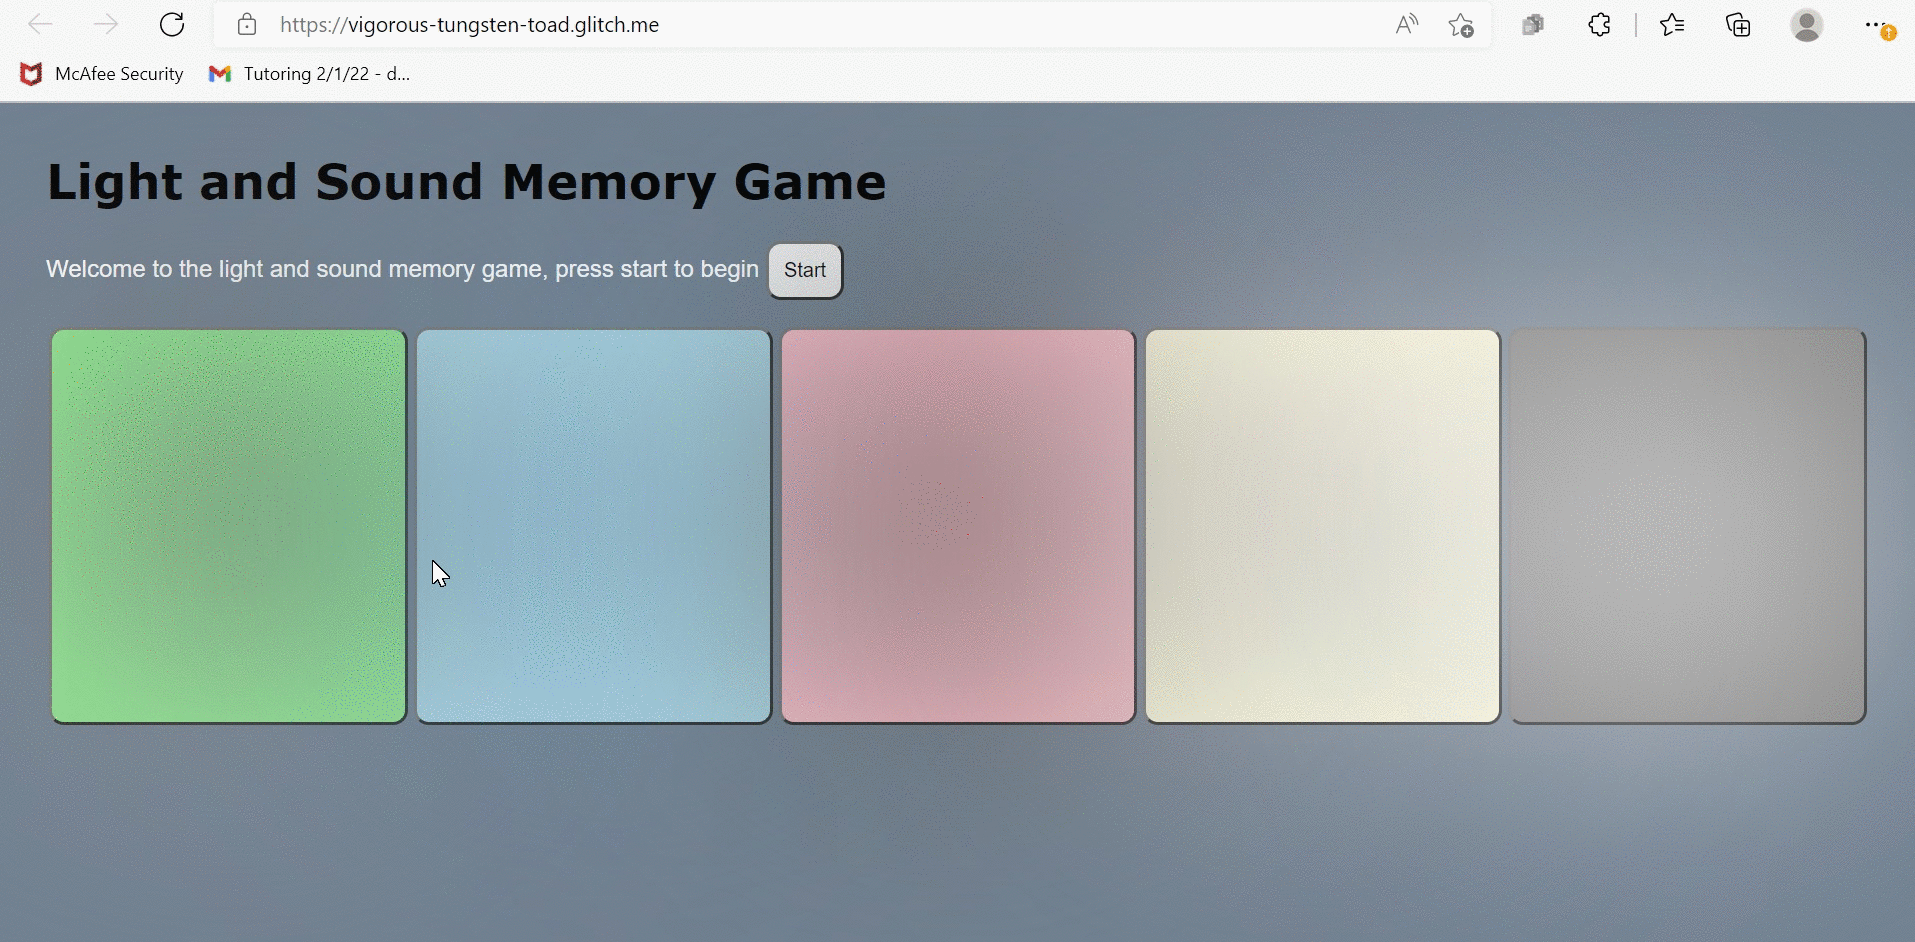 https://vigorous-tungsten-toad.glitch.me
McAfee Security
Tutoring 2/1/22 - d...
Light and Sound Memory Game
Welcome to the light and sound memory game, press start to begin
Start